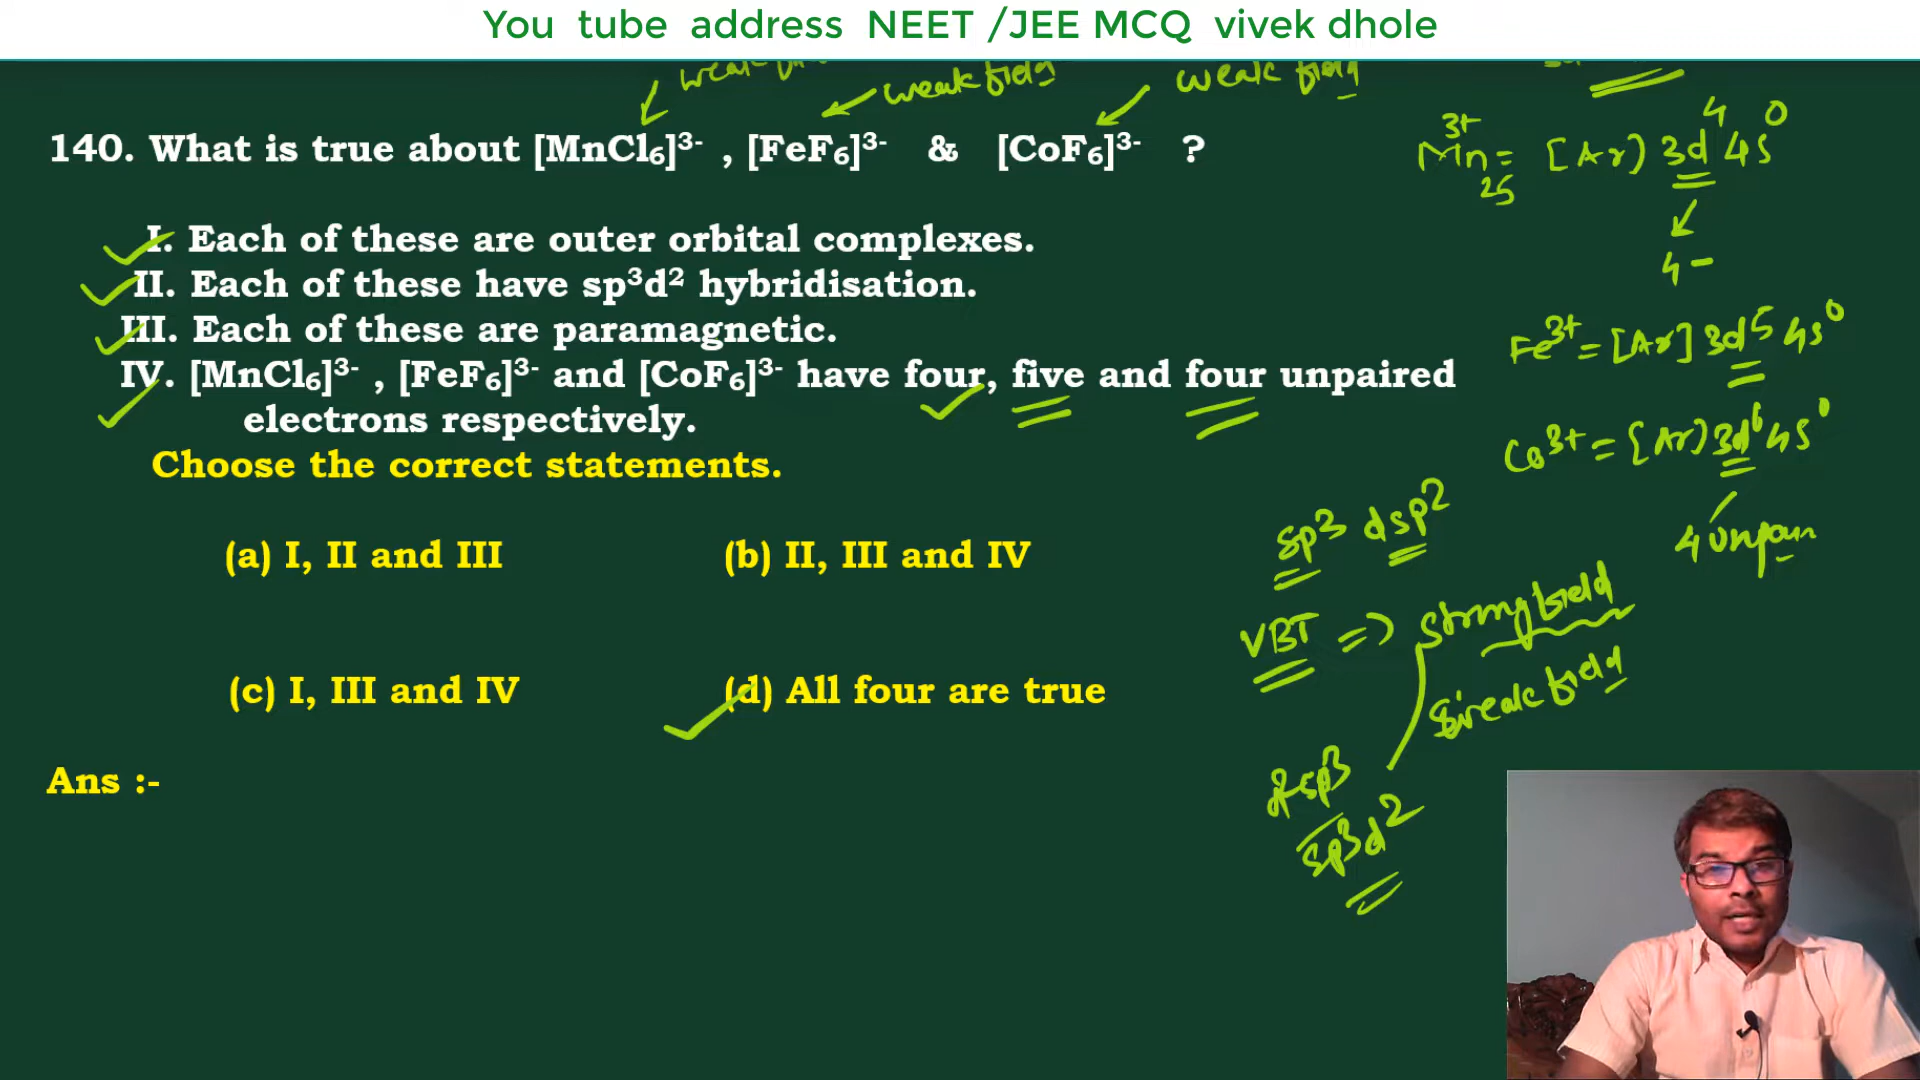 You tube address NEET /JEE MCQ vivek dhole
weak field
weak field
140. What is true about [MnCl₆]³⁻ , [FeF₆]³⁻ & [CoF₆]³⁻ ?
I. Each of these are outer orbital complexes.
II. Each of these have sp³d² hybridisation.
III. Each of these are paramagnetic.
IV. [MnCl₆]³⁻ , [FeF₆]³⁻ and [CoF₆]³⁻ have four, five and four unpaired
electrons respectively.
Choose the correct statements.
(a) I, II and III
(b) II, III and IV
(c) I, III and IV
(d) All four are true
Ans :-
Mn³⁺ = [Ar) 3d⁴ 4s⁰
25
4 -
Fe³⁺ = [Ar] 3d⁵ 4s⁰
Co³⁺ = [Ar) 3d⁶ 4s⁰
4 unpair
sp³ dsp²
VBT => strong field
weak field
d²sp³
sp³d²